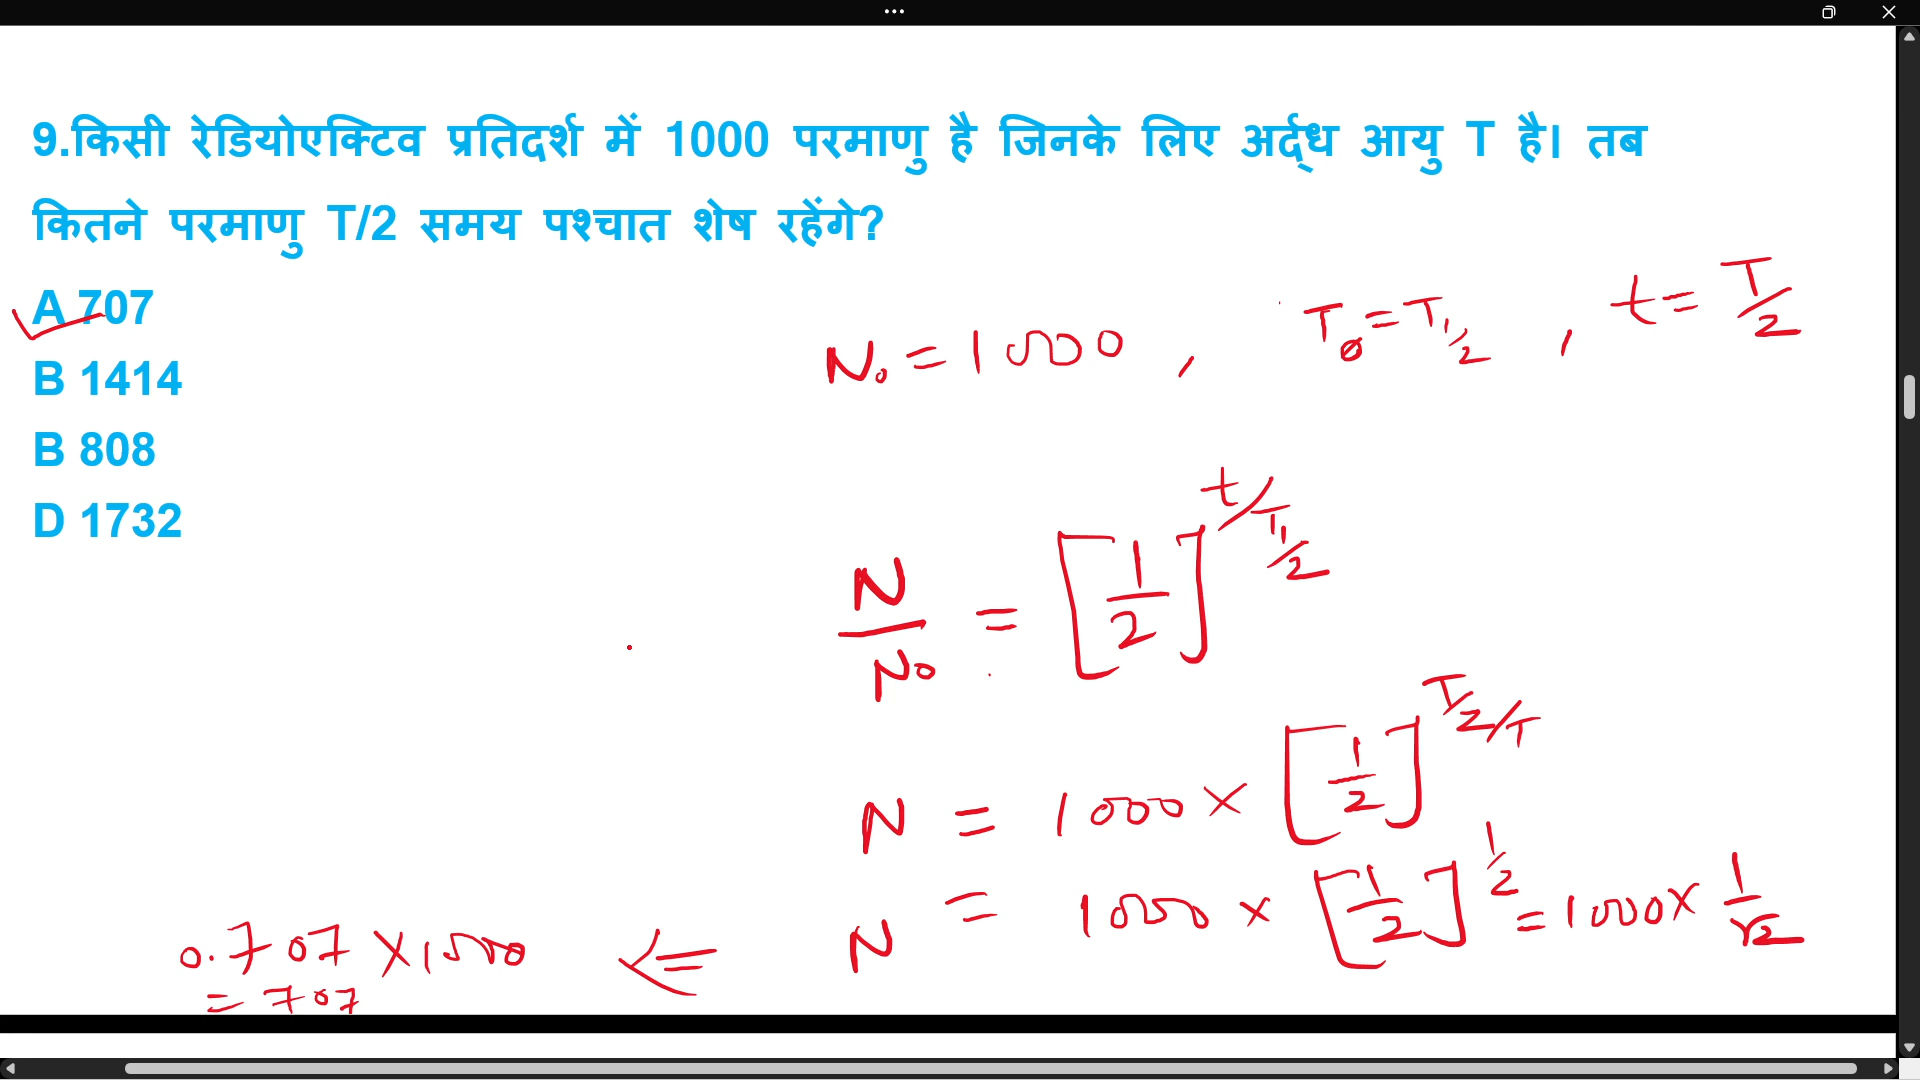 9.किसी रेडियोएक्टिव प्रतिदर्श में 1000 परमाणु है जिनके लिए अर्द्ध आयु T है। तब
कितने परमाणु T/2 समय पश्चात शेष रहेंगे?
A 707
B 1414
B 808
D 1732
N₀ = 1000 , T₀ = T1/2 , t = T/2
N/N₀ = [1/2]^t/T1/2
N = 1000 × [1/2]^T/2/T
N = 1000 × [1/2]^1/2 = 1000 × 1/√2
0.707 × 1000 <=
= 707